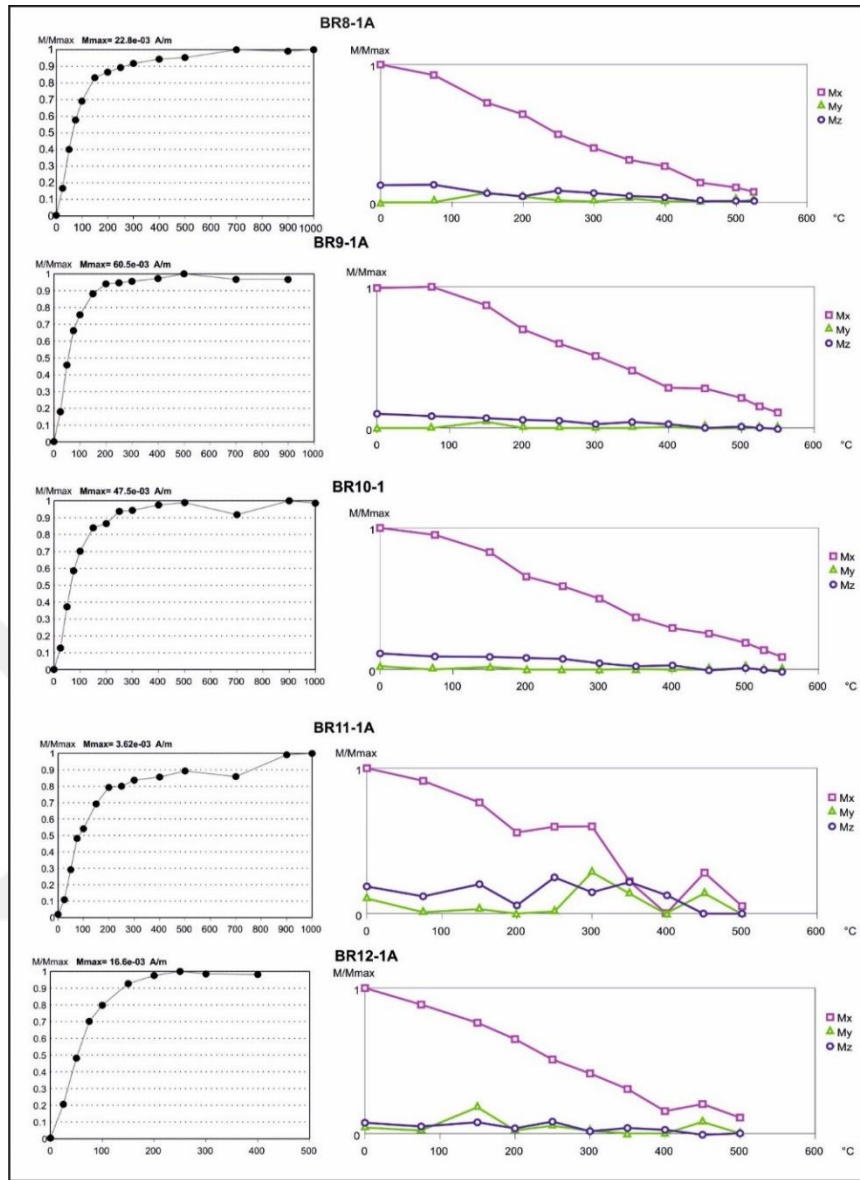 BR8-1A
M/Mmax Mmax= 22.8e-03 A/m
1
0.9
0.8
0.7
0.6
0.5
0.4
0.3
0.2
0.1
0
0 100 200 300 400 500 600 700 800 900 1000
M/Mmax
1
0
100 200 300 400 500 600 °C
Mx
My
Mz
BR9-1A
M/Mmax Mmax= 60.5e-03 A/m
1
0.9
0.8
0.7
0.6
0.5
0.4
0.3
0.2
0.1
0
0 100 200 300 400 500 600 700 800 900 1000
M/Mmax
1
0
100 200 300 400 500 600
°C
Mx
My
Mz
BR10-1
M/Mmax Mmax= 47.5e-03 A/m
1
0.9
0.8
0.7
0.6
0.5
0.4
0.3
0.2
0.1
0
0 100 200 300 400 500 600 700 800 900 1000
M/Mmax
1
0
100 200 300 400 500 600
°C
Mx
My
Mz
BR11-1A
M/Mmax Mmax= 3.62e-03 A/m
1
0.9
0.8
0.7
0.6
0.5
0.4
0.3
0.2
0.1
0
0 100 200 300 400 500 600 700 800 900 1000
M/Mmax
1
0
100 200 300 400 500 600 °C
Mx
My
Mz
BR12-1A
M/Mmax Mmax= 16.6e-03 A/m
1
0.9
0.8
0.7
0.6
0.5
0.4
0.3
0.2
0.1
0
0 100 200 300 400 500
M/Mmax
1
0
100 200 300 400 500 600 °C
Mx
My
Mz